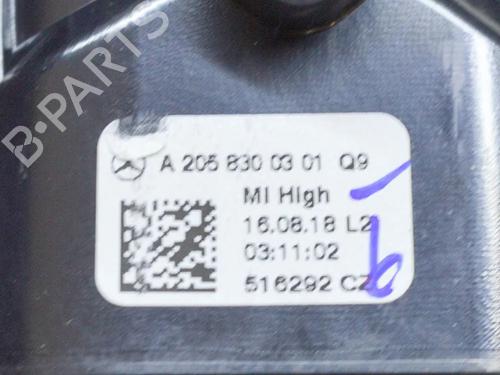 B-PARTS
A 205 830 03 01 Q9
MI High
16.08.18 L2
03:11:02
516292 CZ
b